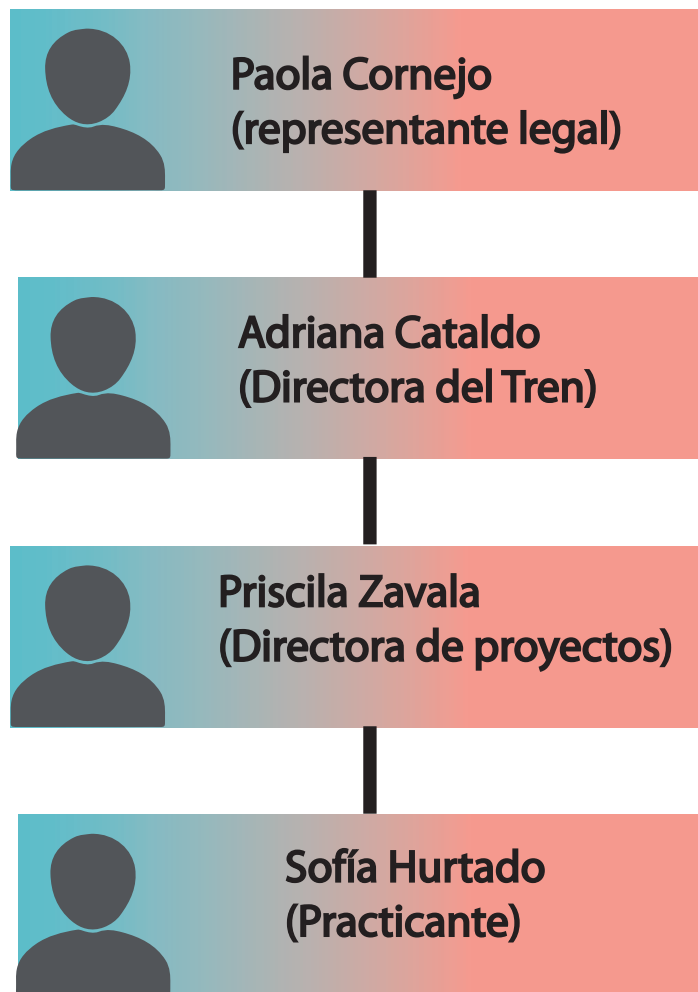 Paola Cornejo
(representante legal)
Adriana Cataldo
(Directora del Tren)
Priscila Zavala
(Directora de proyectos)
Sofía Hurtado
(Practicante)